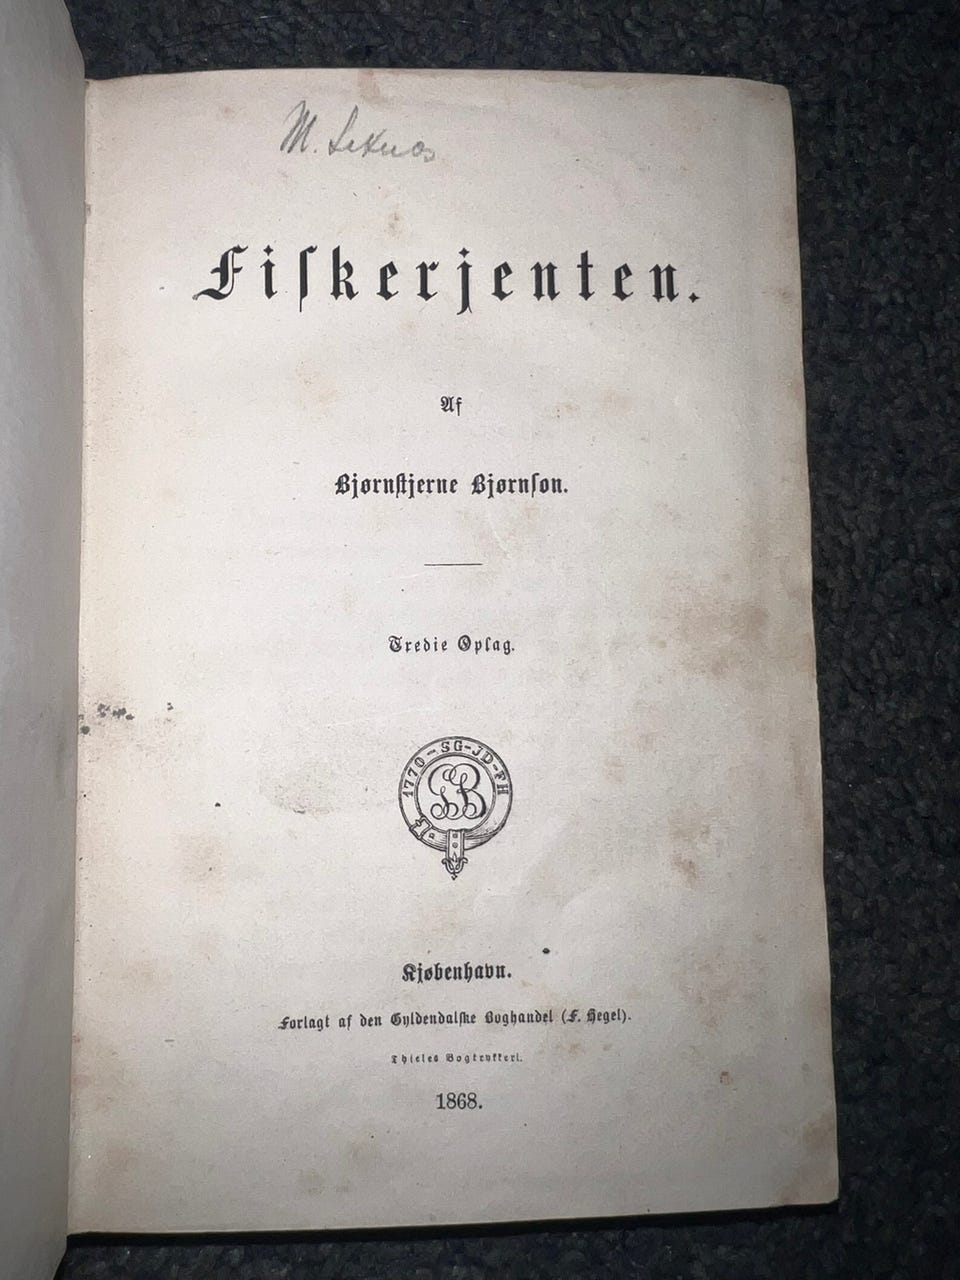 M. Seknes
Fiſkerjenten.
Af
Bjørnſtjerne Bjørnſon.
Tredie Oplag.
1770-SG-JD-FH
GB
Kjøbenhavn.
Forlagt af den Gyldendalſke Boghandel (F. Hegel).
Thieles Bogtrykkeri.
1868.